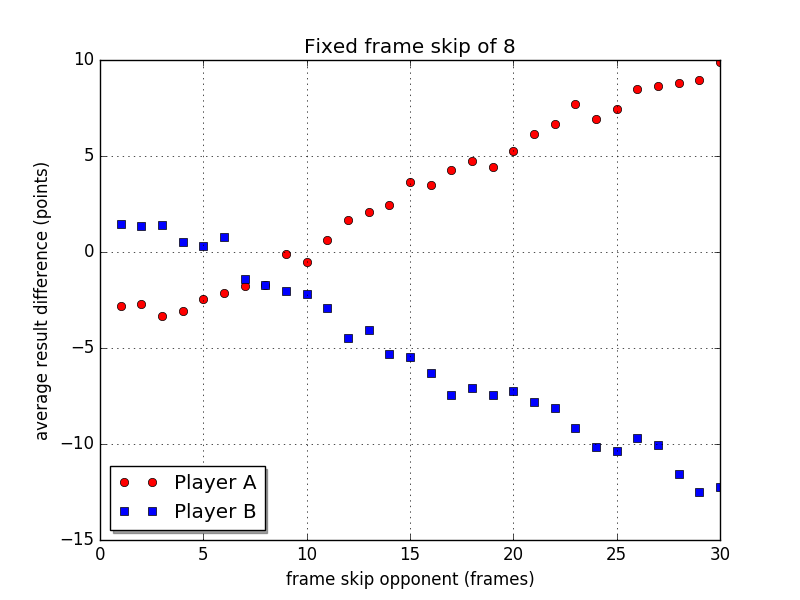 Fixed frame skip of 8
10
5
0
−5
−10
−15
average result difference (points)
Player A
Player B
0 5 10 15 20 25 30
frame skip opponent (frames)